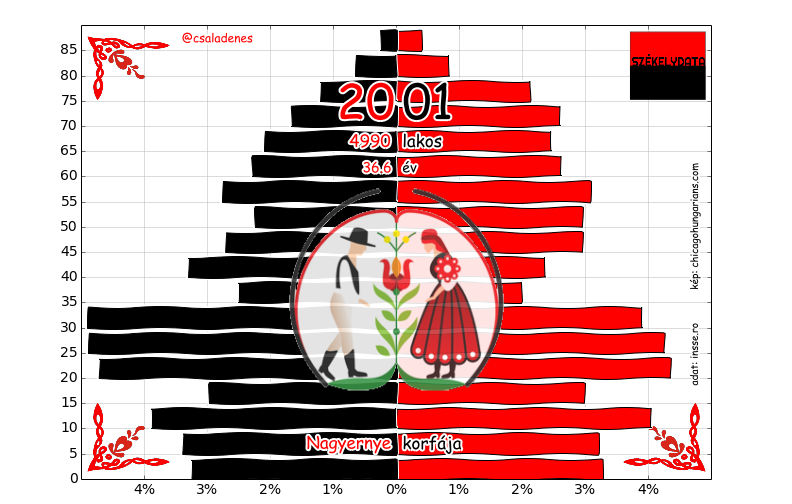 @csaladenes
SZÉKELYDATA
20 01
4990 lakos
36.6 év
kép: chicagohungarians.com
adat: insse.ro
Nagyernye korfája
85
80
75
70
65
60
55
50
45
40
35
30
25
20
15
10
5
0
4% 3% 2% 1% 0% 1% 2% 3% 4%